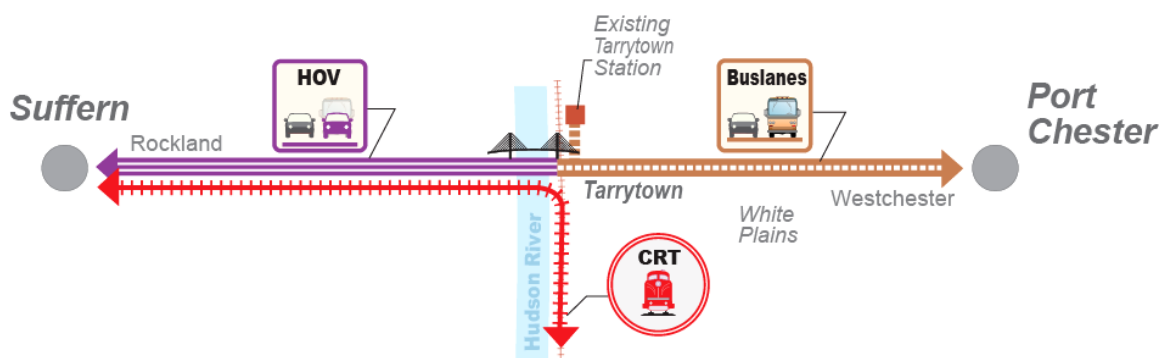 Existing
Tarrytown
Station
HOV
Buslanes
Suffern
Port
Chester
Rockland
Tarrytown
Westchester
White
Plains
Hudson River
CRT